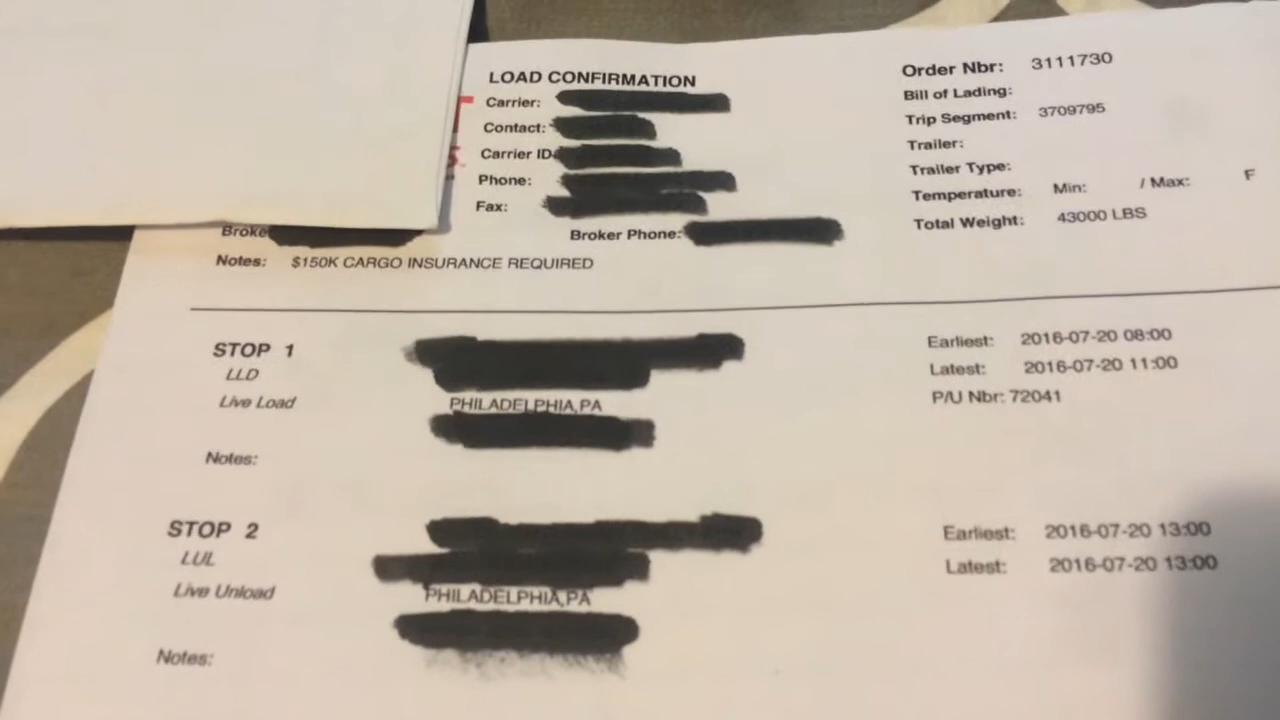 LOAD CONFIRMATION
Carrier:
Contact:
Carrier ID
Phone:
Fax:
Broke
Broker Phone:
Notes: $150K CARGO INSURANCE REQUIRED
Order Nbr: 3111730
Bill of Lading:
Trip Segment: 3709795
Trailer:
Trailer Type:
Temperature: Min: / Max: F
Total Weight: 43000 LBS
STOP 1
LLD
Live Load
PHILADELPHIA,PA
Notes:
Earliest: 2016-07-20 08:00
Latest: 2016-07-20 11:00
P/U Nbr: 72041
STOP 2
LUL
Live Unload
PHILADELPHIA,PA
Notes:
Earliest: 2016-07-20 13:00
Latest: 2016-07-20 13:00